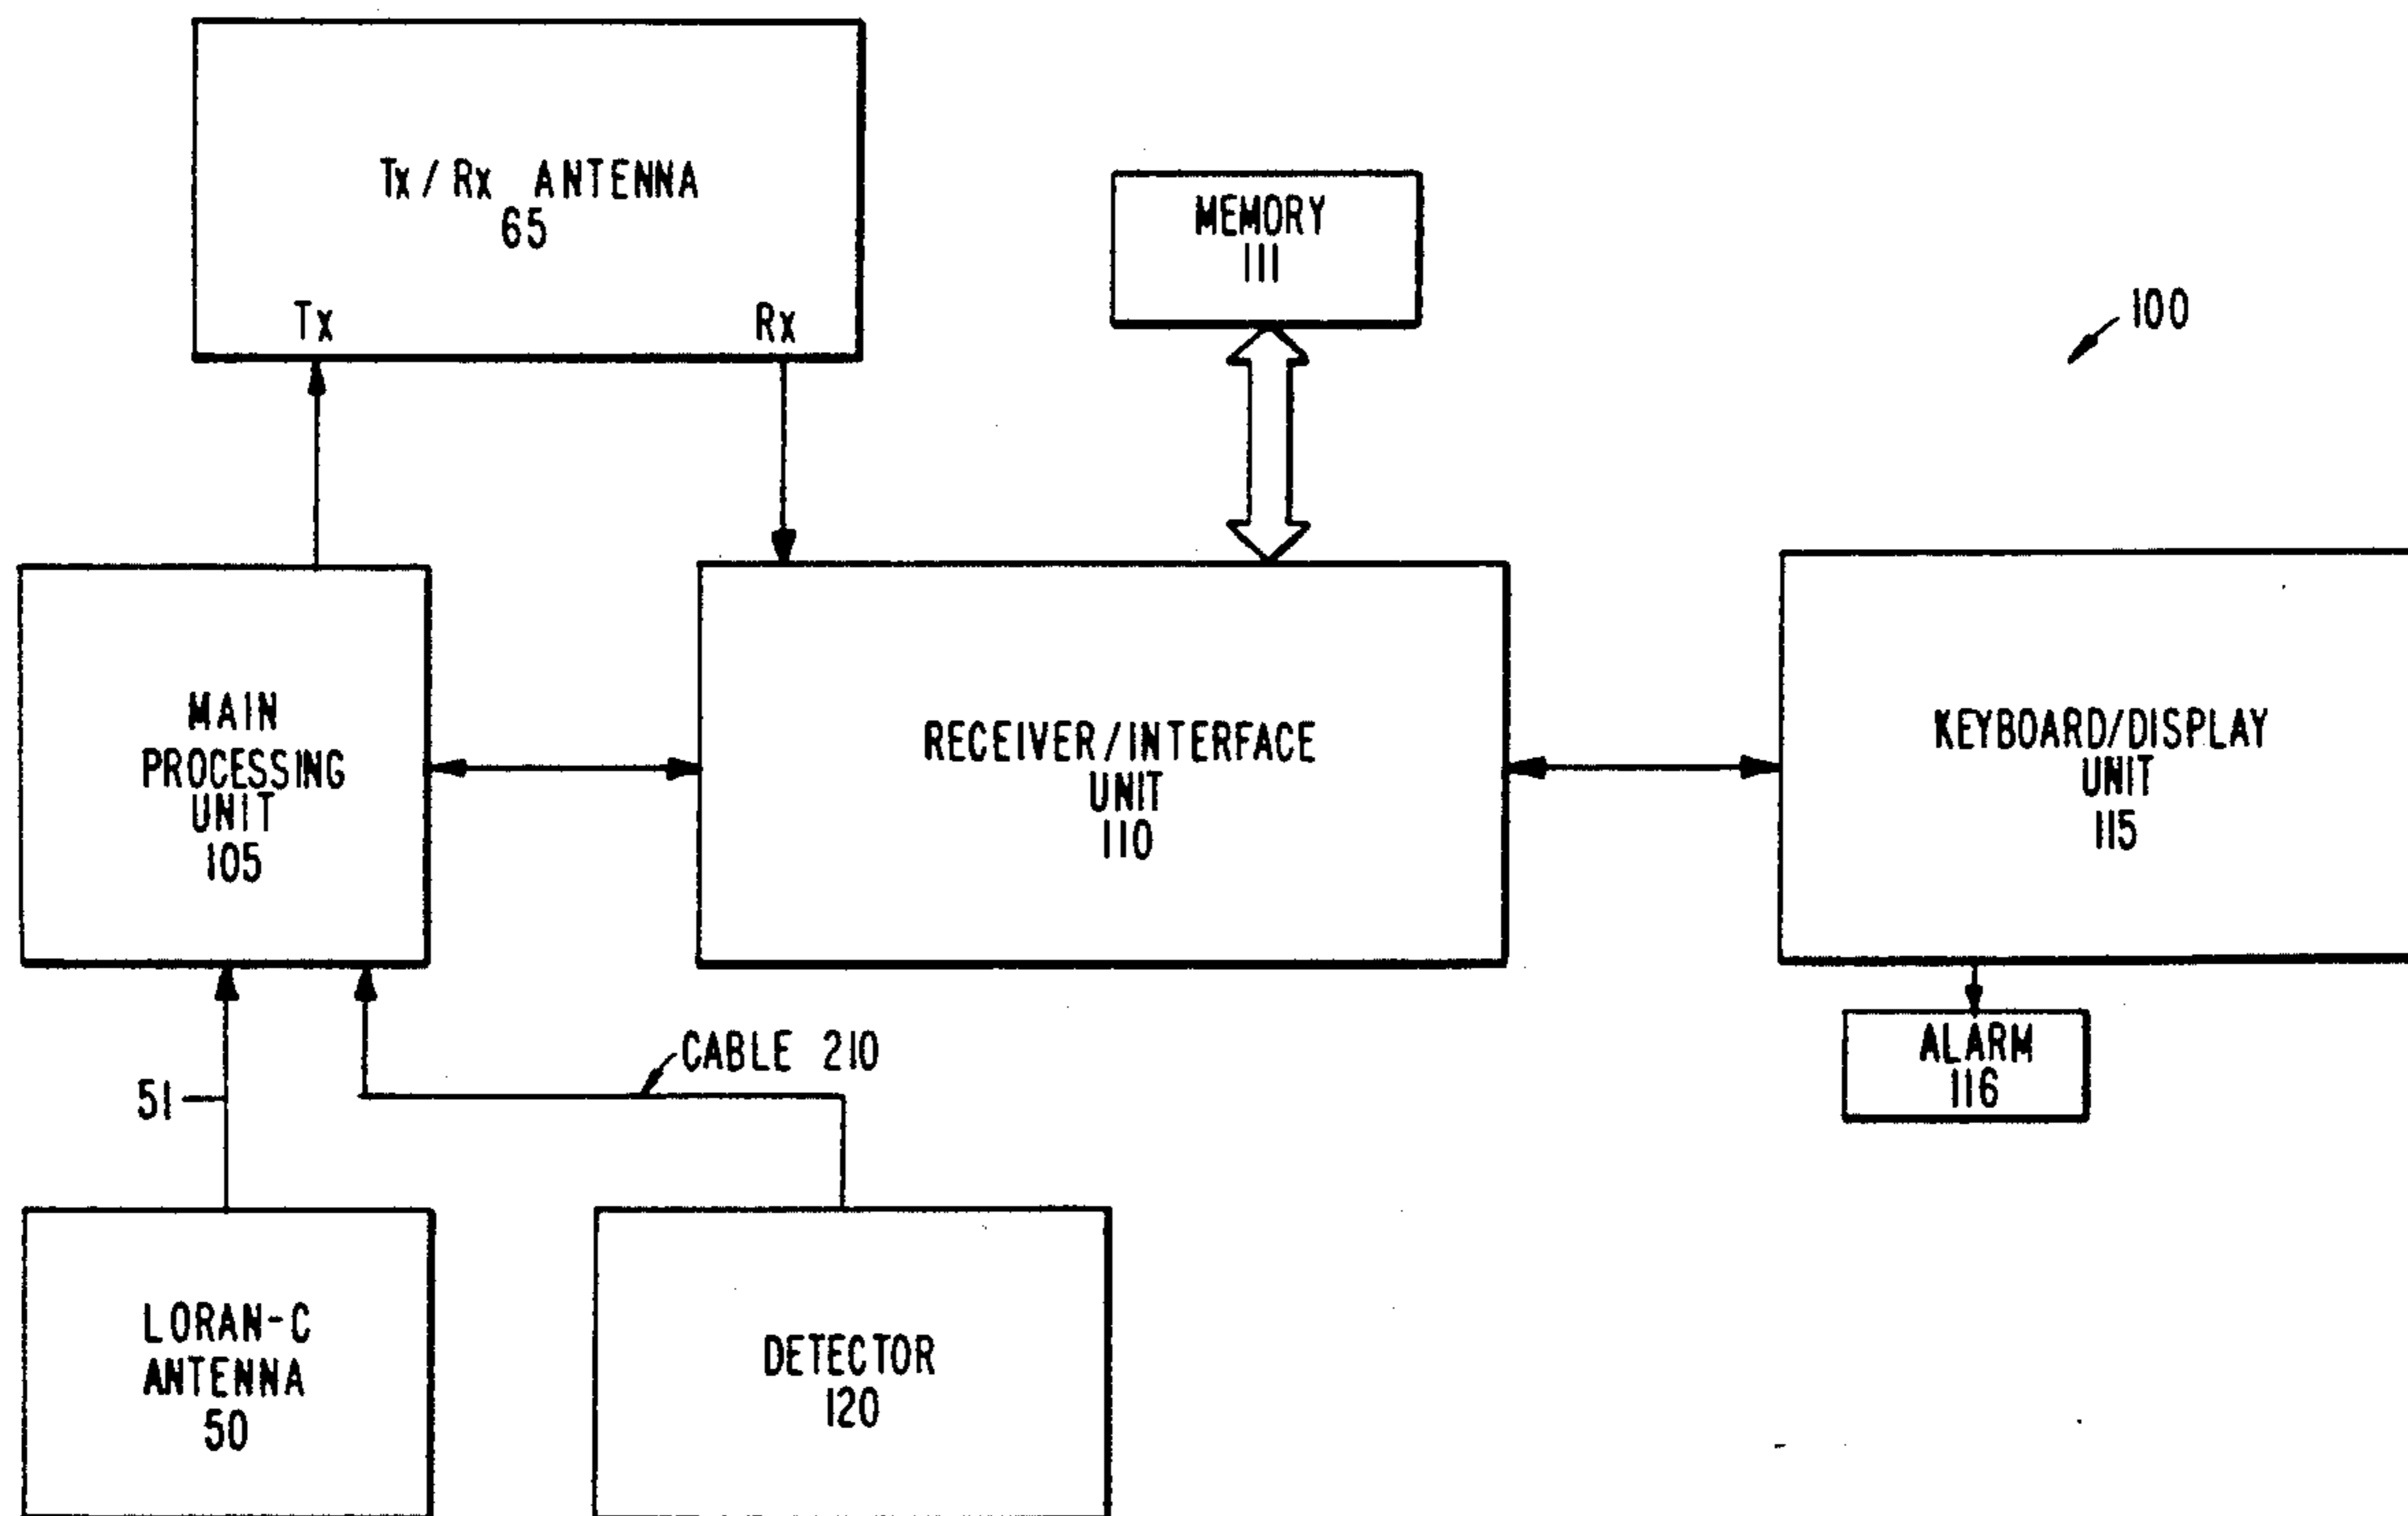 Tx / Rx ANTENNA
65
Tx
Rx
MEMORY
111
100
MAIN
PROCESSING
UNIT
105
RECEIVER/INTERFACE
UNIT
110
KEYBOARD/DISPLAY
UNIT
115
ALARM
116
51
CABLE 210
LORAN-C
ANTENNA
50
DETECTOR
120